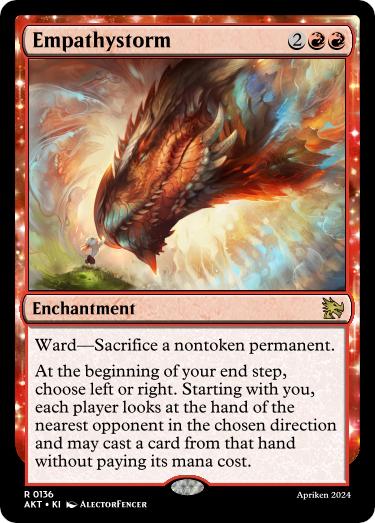 Empathystorm 2
Enchantment
Ward—Sacrifice a nontoken permanent.
At the beginning of your end step,
choose left or right. Starting with you,
each player looks at the hand of the
nearest opponent in the chosen direction
and may cast a card from that hand
without paying its mana cost.
R 0136
AKT • KI AlectorFencer
Apriken 2024